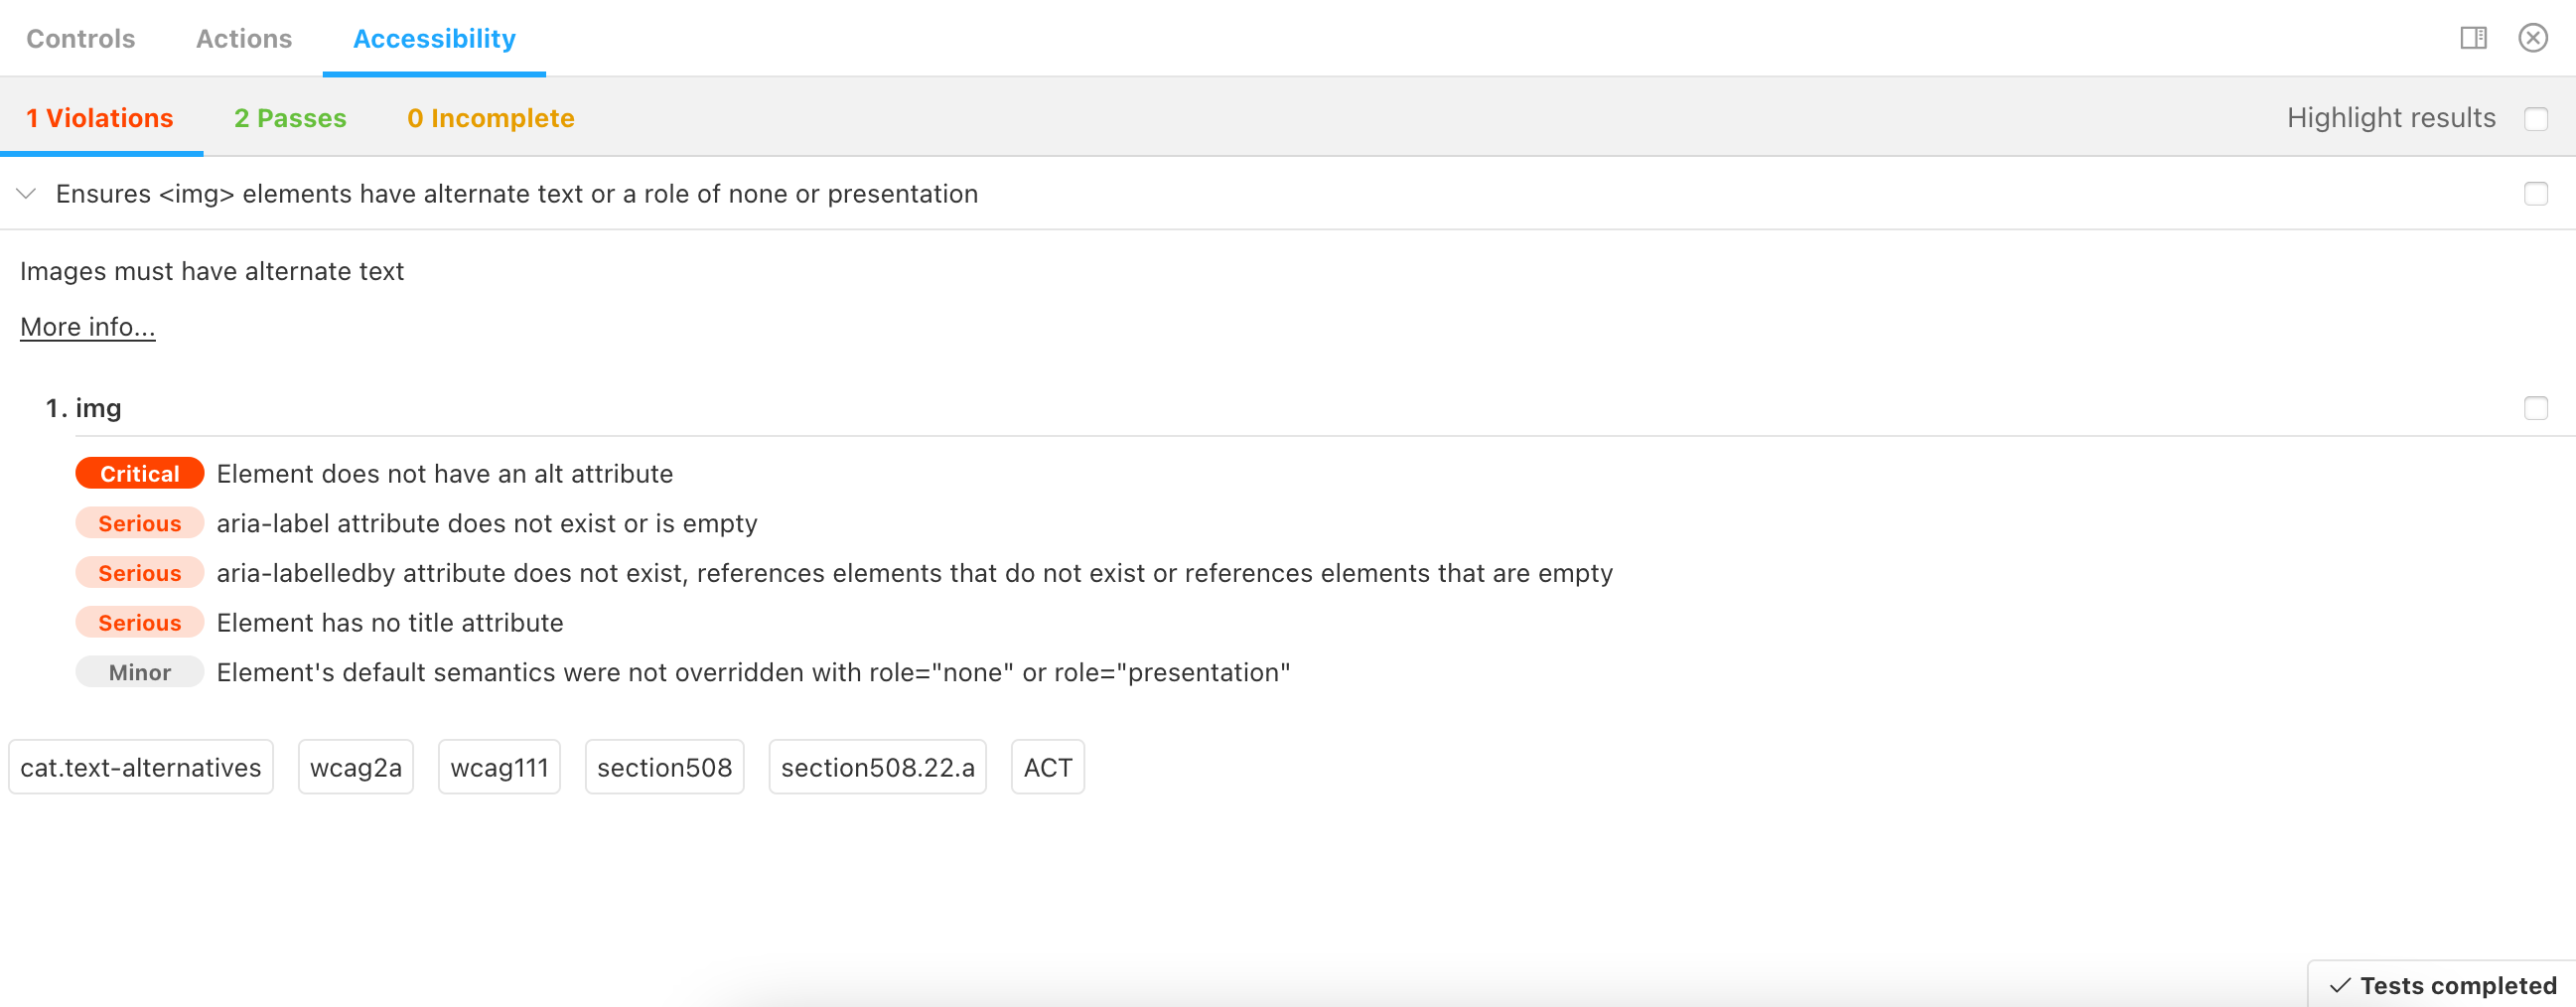 Controls Actions Accessibility
1 Violations 2 Passes 0 Incomplete Highlight results
Ensures <img> elements have alternate text or a role of none or presentation
Images must have alternate text
More info...
1. img
Critical Element does not have an alt attribute
Serious aria-label attribute does not exist or is empty
Serious aria-labelledby attribute does not exist, references elements that do not exist or references elements that are empty
Serious Element has no title attribute
Minor Element's default semantics were not overridden with role="none" or role="presentation"
cat.text-alternatives wcag2a wcag111 section508 section508.22.a ACT
Tests completed